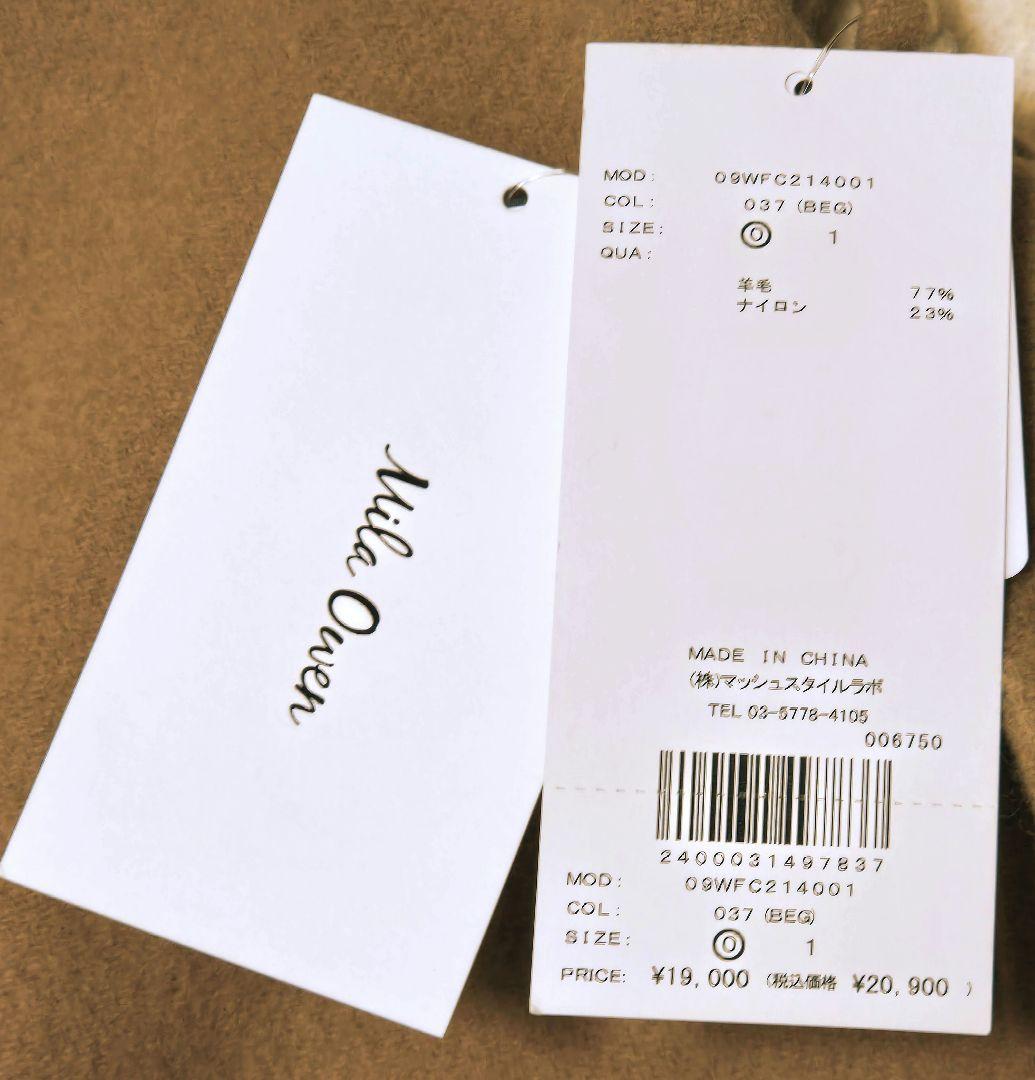 Mila Owen
MOD: 09WFC214001
COL: 037 (BEG)
SIZE: 0 1
QUA:
羊毛 77%
ナイロン 23%
MADE IN CHINA
(株)マッシュスタイルラボ
TEL 03-5778-4105
006750
2400031497837
MOD: 09WFC214001
COL: 037 (BEG)
SIZE: 0 1
PRICE: ¥19,000 (税込価格 ¥20,900 )